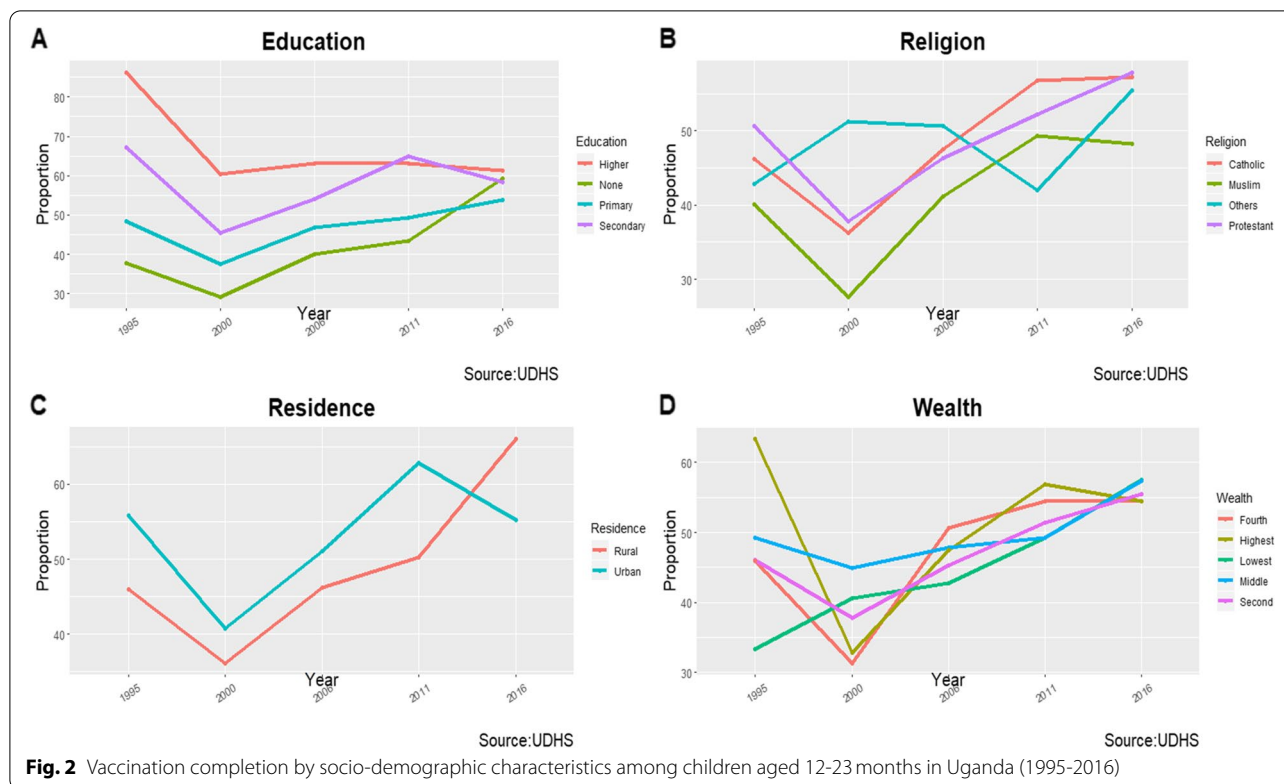 A
Education
Proportion
80
70
60
50
40
30
1995
2000
2006
2011
2016
Year
Education
Higher
None
Primary
Secondary
Source:UDHS
B
Religion
Proportion
50
40
30
1995
2000
2006
2011
2016
Year
Religion
Catholic
Muslim
Others
Protestant
Source:UDHS
C
Residence
Proportion
60
50
40
1995
2000
2006
2011
2016
Year
Residence
Rural
Urban
Source:UDHS
D
Wealth
Proportion
60
50
40
30
1995
2000
2006
2011
2016
Year
Wealth
Fourth
Highest
Lowest
Middle
Second
Source:UDHS
Fig. 2 Vaccination completion by socio-demographic characteristics among children aged 12-23 months in Uganda (1995-2016)